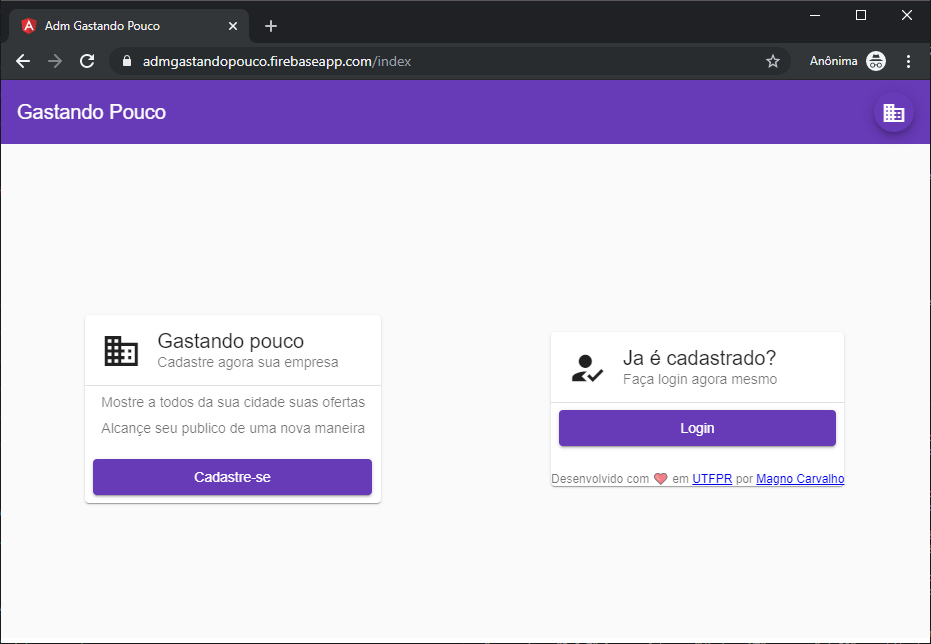 Adm Gastando Pouco
admgastandopouco.firebaseapp.com/index
Anônima
Gastando Pouco
Gastando pouco
Cadastre agora sua empresa
Mostre a todos da sua cidade suas ofertas
Alcançe seu publico de uma nova maneira
Cadastre-se
Ja é cadastrado?
Faça login agora mesmo
Login
Desenvolvido com em UTFPR por Magno Carvalho